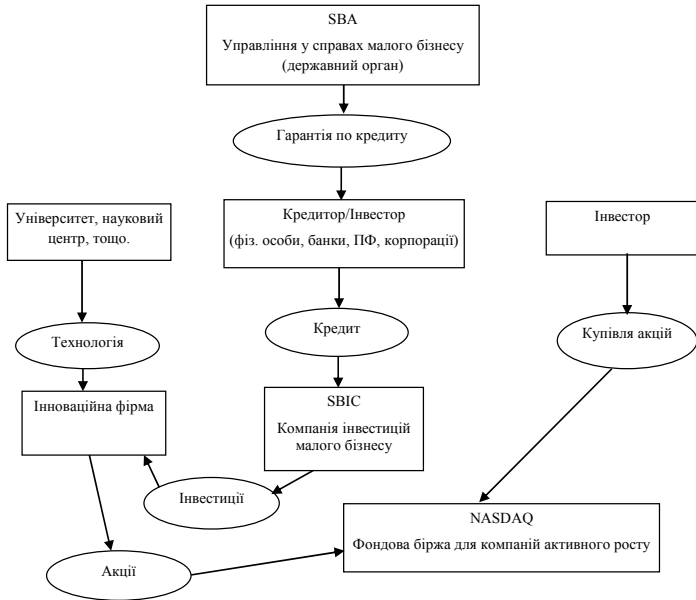 SBA
Управління у справах малого бізнесу
(державний орган)
Гарантія по кредиту
Університет, науковий
центр, тощо.
Кредитор/Інвестор
(фіз. особи, банки, ПФ, корпорації)
Інвестор
Технологія
Кредит
Купівля акцій
Інноваційна фірма
SBIC
Компанія інвестицій
малого бізнесу
Інвестиції
NASDAQ
Фондова біржа для компаній активного росту
Акції